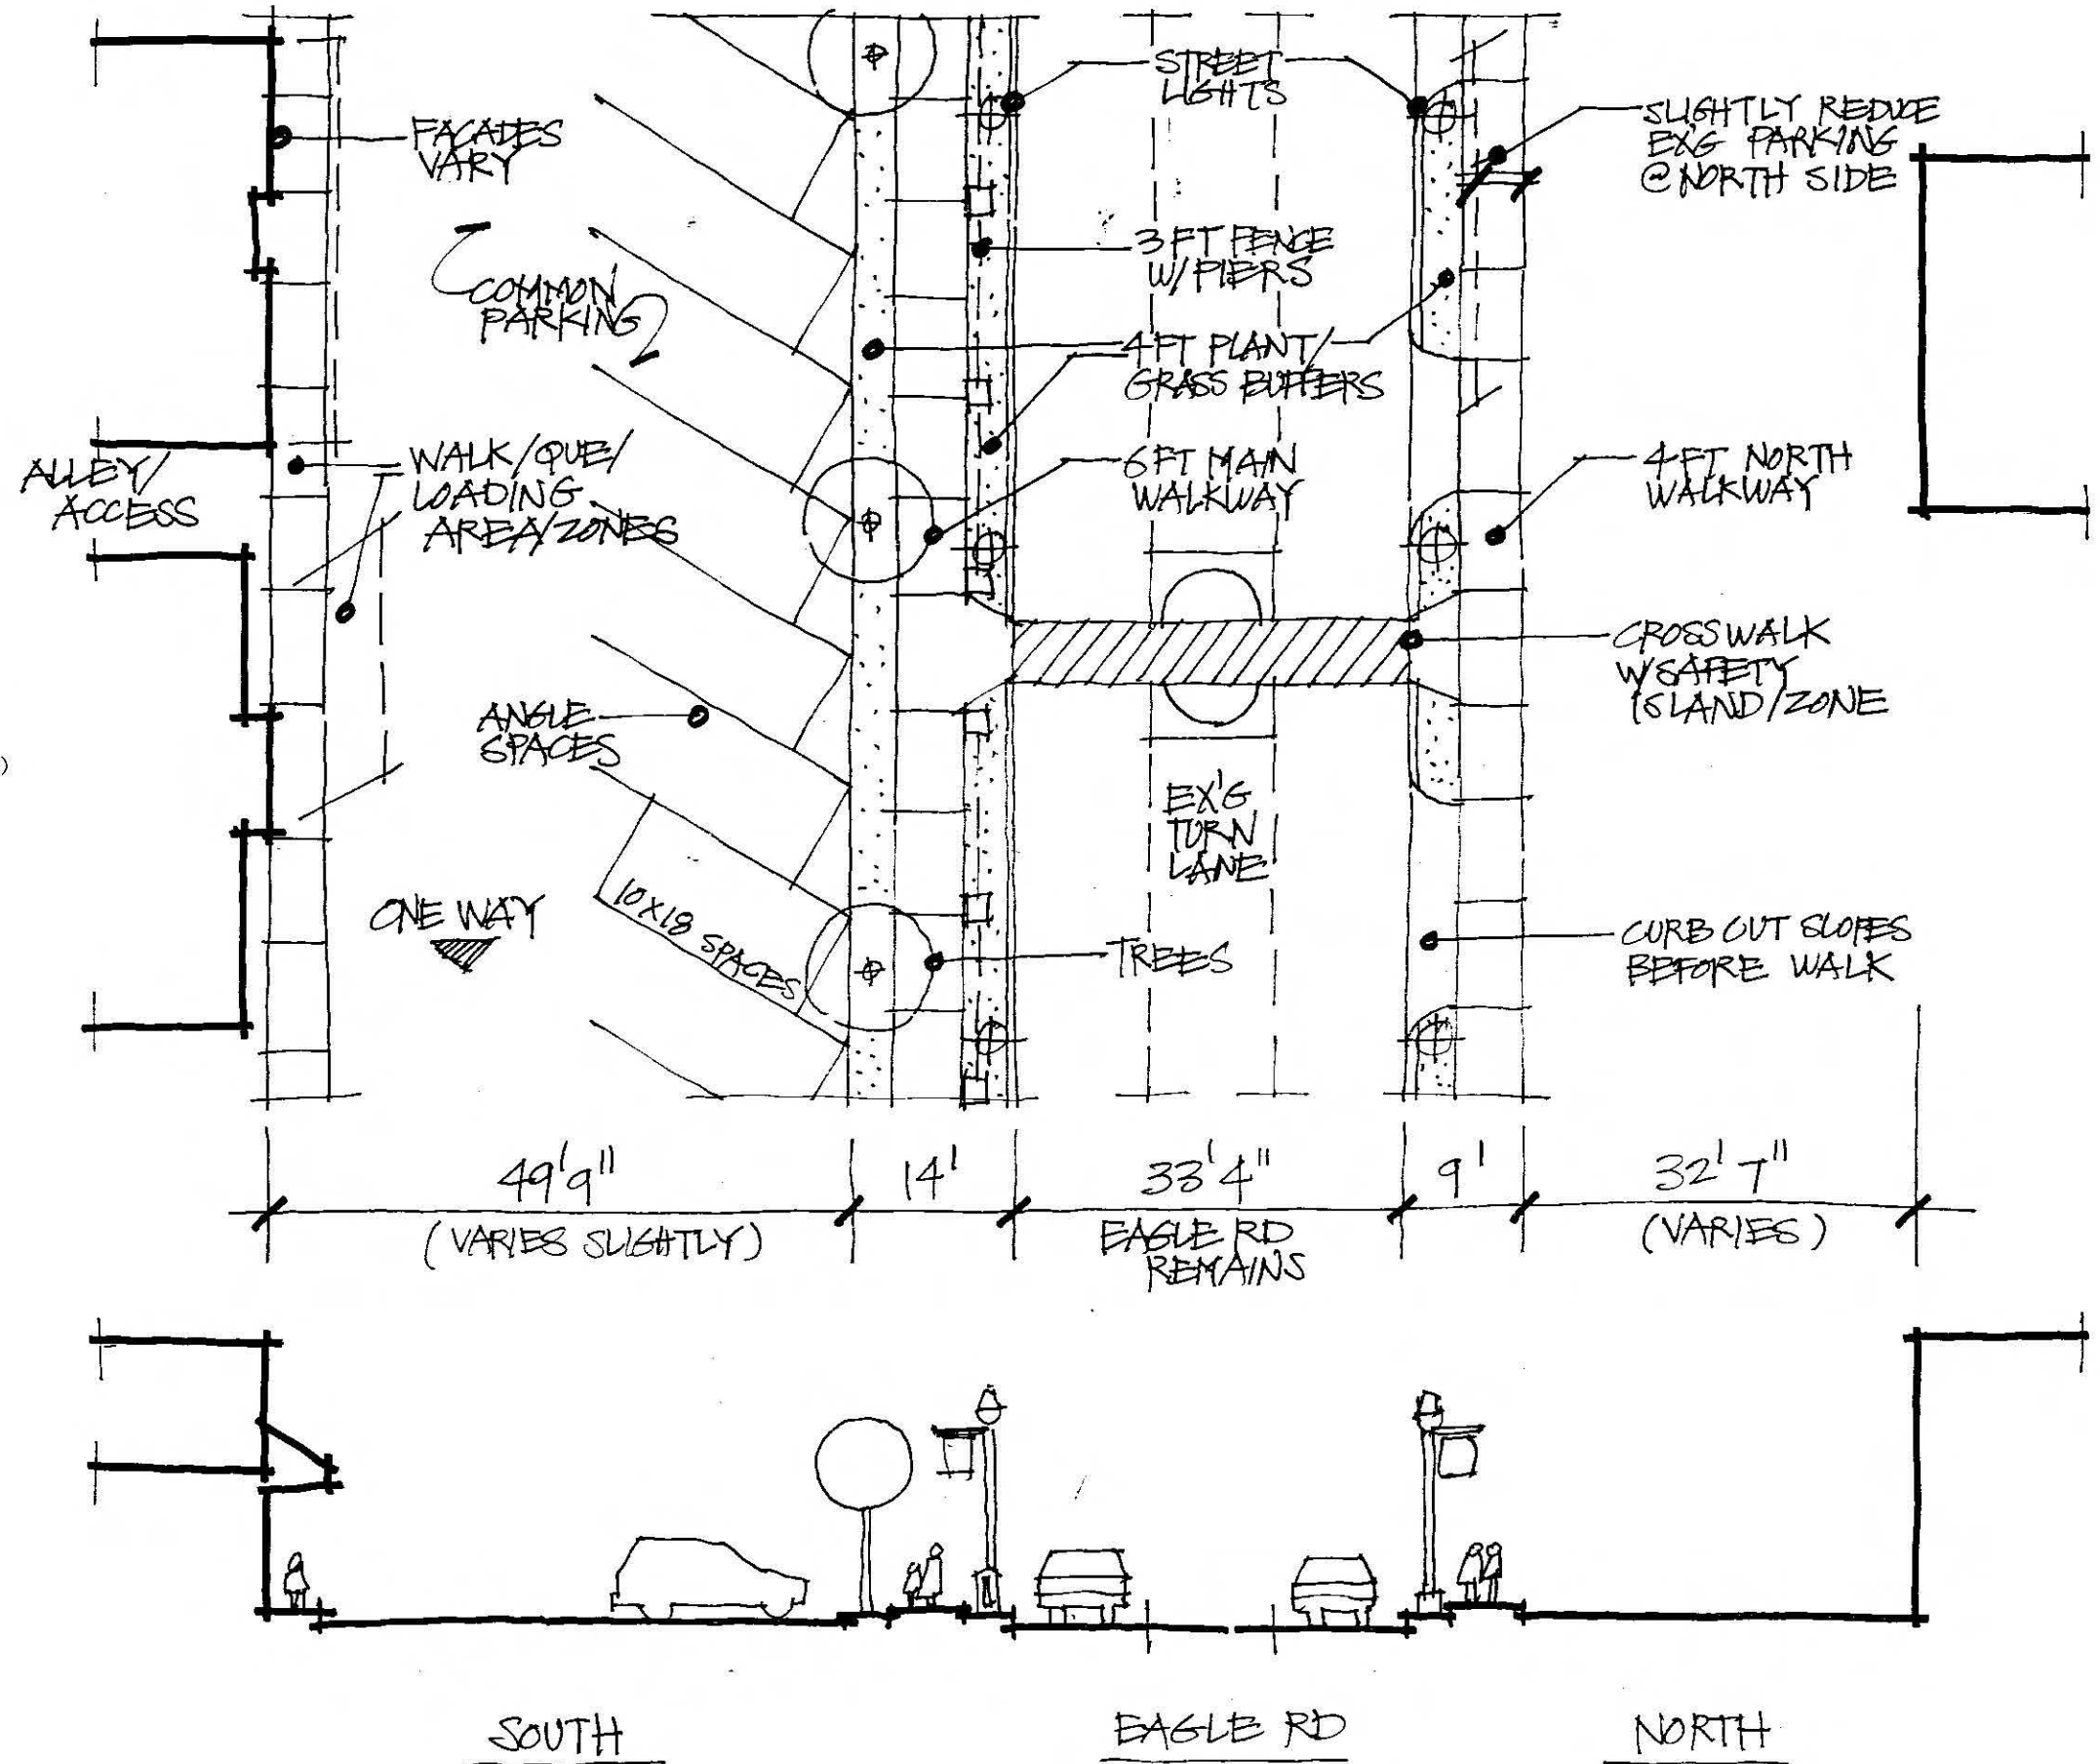 STREET
LIGHTS
FACADES
VARY
SLIGHTLY REDUCE
EX'G PARKING
@ NORTH SIDE
3 FT FENCE
W/ PIERS
COMMON
PARKING
4 FT PLANT/
GRASS BUFFERS
ALLEY/
ACCESS
WALK/QUE/
LOADING
AREA/ZONES
6 FT MAIN
WALKWAY
4 FT NORTH
WALKWAY
CROSSWALK
W/SAFETY
ISLAND/ZONE
ANGLE
SPACES
EX'G
TURN
LANE
ONE WAY
10X18 SPACES
TREES
CURB CUT SLOPES
BEFORE WALK
49'9"
(VARIES SLIGHTLY)
14'
33'4"
EAGLE RD
REMAINS
9'
32'7"
(VARIES)
SOUTH
EAGLE RD
NORTH